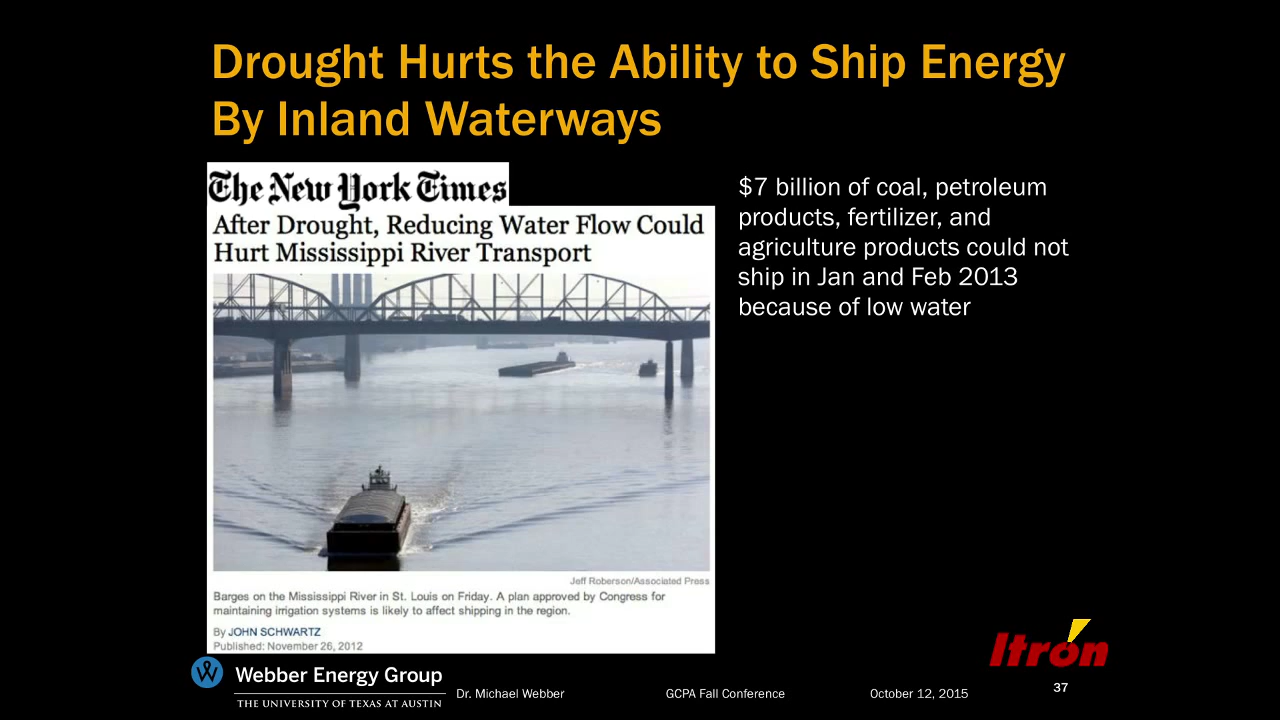 Drought Hurts the Ability to Ship Energy
By Inland Waterways
The New York Times
After Drought, Reducing Water Flow Could
Hurt Mississippi River Transport
Jeff Roberson/Associated Press
Barges on the Mississippi River in St. Louis on Friday. A plan approved by Congress for
maintaining irrigation systems is likely to affect shipping in the region.
By JOHN SCHWARTZ
Published: November 26, 2012
$7 billion of coal, petroleum
products, fertilizer, and
agriculture products could not
ship in Jan and Feb 2013
because of low water
Itron
W
Webber Energy Group
THE UNIVERSITY OF TEXAS AT AUSTIN
Dr. Michael Webber
GCPA Fall Conference
October 12, 2015
37